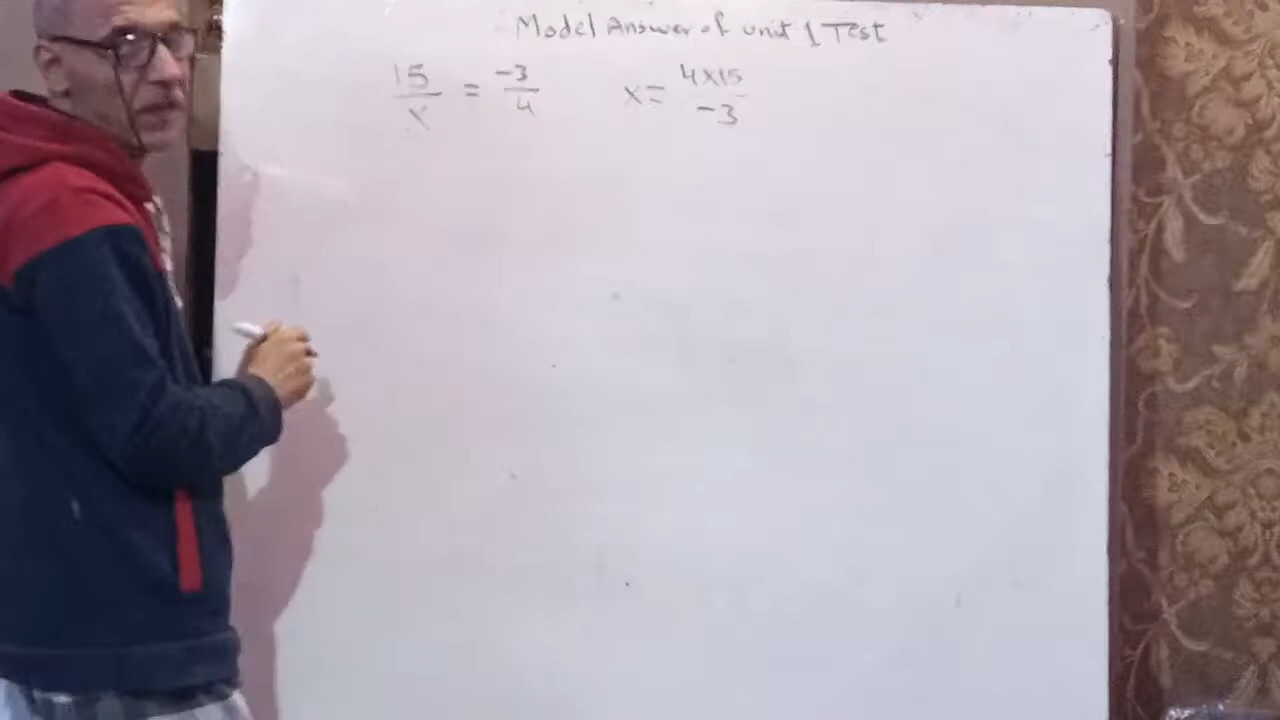 Model Answer of unit 1 Test
15/x = -3/4 x = 4x15/-3